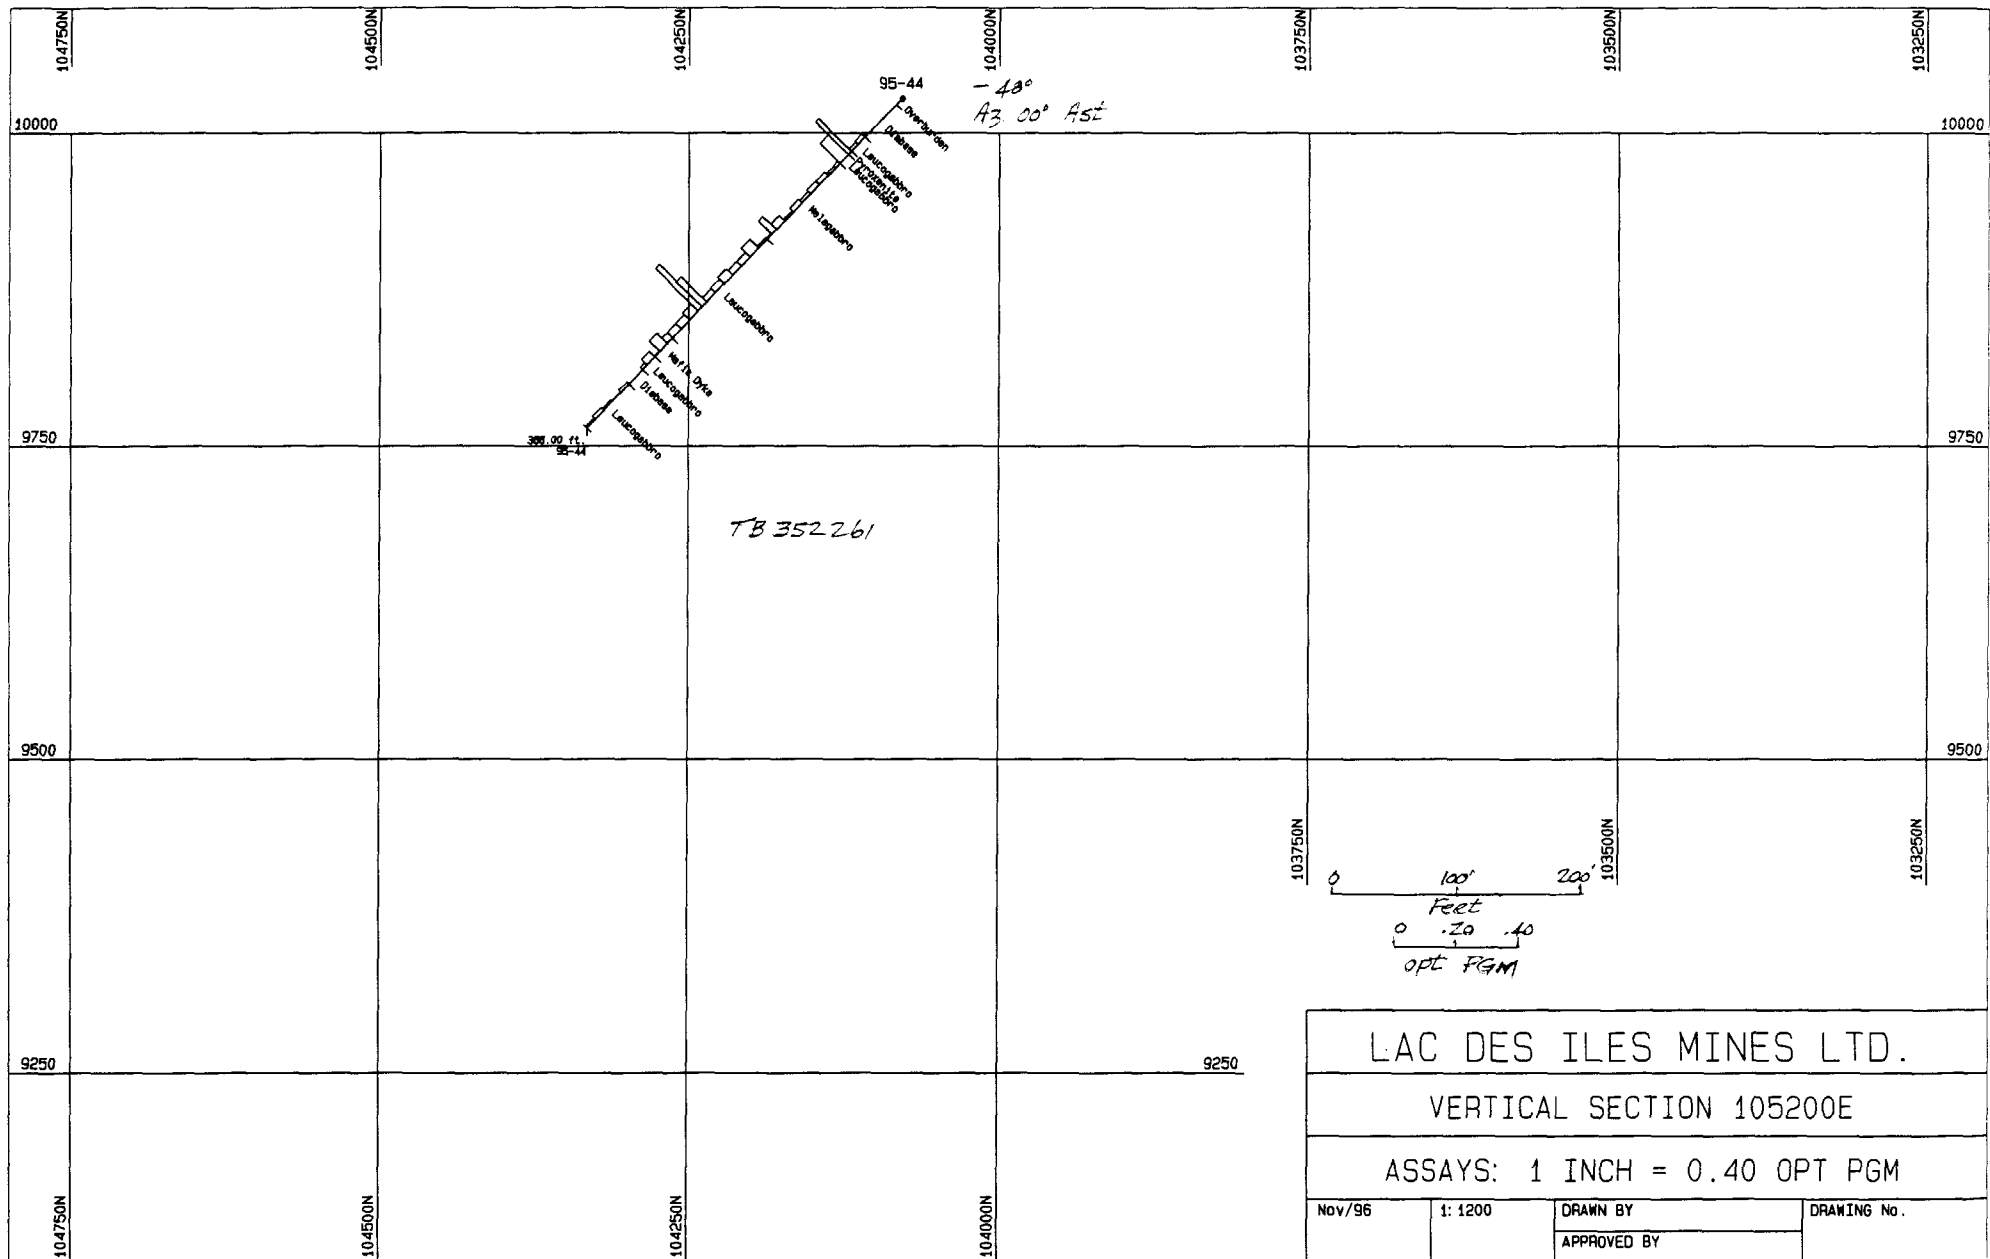 104750N
104500N
104250N
104000N
103750N
103500N
103250N
95-44
-48°
Az 00° Ast
10000
10000
Overburden
Diabase
Leucogabbro
Pyroxenite
Leucogabbro
Melagabbro
Leucogabbro
Mafic Dyke
Leucogabbro
Diabase
Leucogabbro
ft.
95-44
9750
9750
TB 352261
9500
9500
103750N
103500N
103250N
0 100' 200'
Feet
0 .20 .40
opt PGM
9250
9250
LAC DES ILES MINES LTD.
VERTICAL SECTION 105200E
ASSAYS: 1 INCH = 0.40 OPT PGM
Nov/96
1:1200
DRAWN BY
DRAWING No.
APPROVED BY
104750N
104500N
104250N
104000N